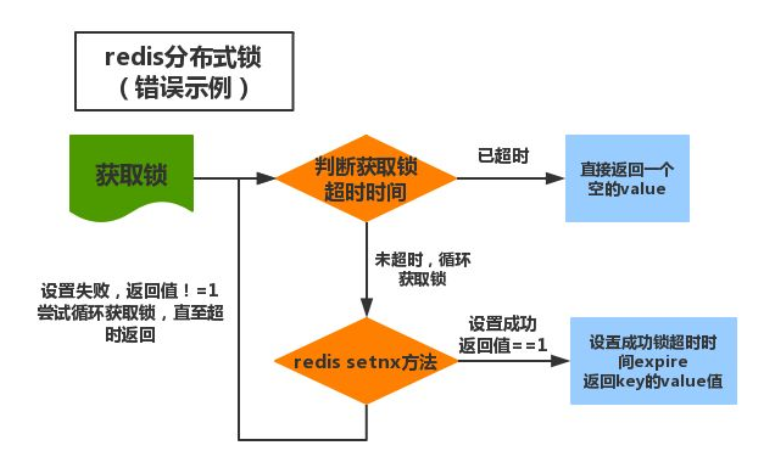 redis分布式锁
（错误示例）
获取锁
判断获取锁
超时时间
已超时
直接返回一个
空的value
未超时，循环
获取锁
设置失败，返回值！=1
尝试循环获取锁，直至超
时返回
redis setnx方法
设置成功
返回值==1
设置成功锁超时时
间expire
返回key的value值